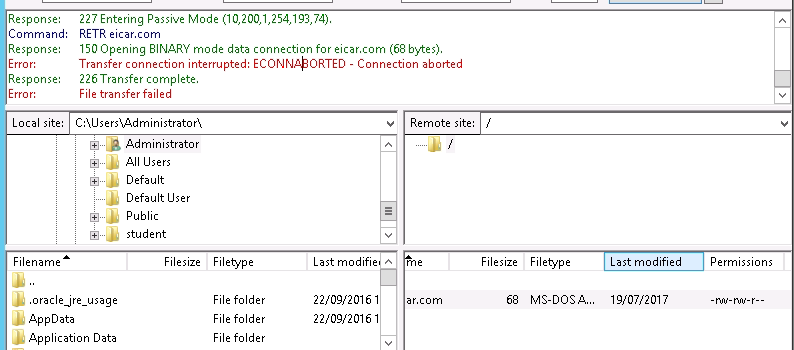 Response: 227 Entering Passive Mode (10,200,1,254,193,74).
Command: RETR eicar.com
Response: 150 Opening BINARY mode data connection for eicar.com (68 bytes).
Error: Transfer connection interrupted: ECONNABORTED - Connection aborted
Response: 226 Transfer complete.
Error: File transfer failed
Local site: C:\Users\Administrator\
Administrator
All Users
Default
Default User
Public
student
Remote site: /
/
Filename Filesize Filetype Last modified
..
.oracle_jre_usage File folder 22/09/2016 1
AppData File folder 22/09/2016 1
Application Data File folder
me Filesize Filetype Last modified Permissions
ar.com 68 MS-DOS A... 19/07/2017 -rw-rw-r--